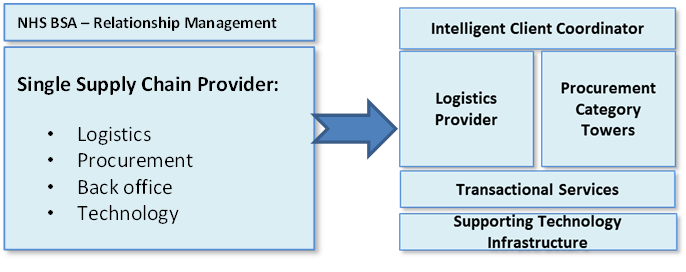 NHS BSA – Relationship Management
Single Supply Chain Provider:
• Logistics
• Procurement
• Back office
• Technology
Intelligent Client Coordinator
Logistics
Provider
Procurement
Category
Towers
Transactional Services
Supporting Technology
Infrastructure